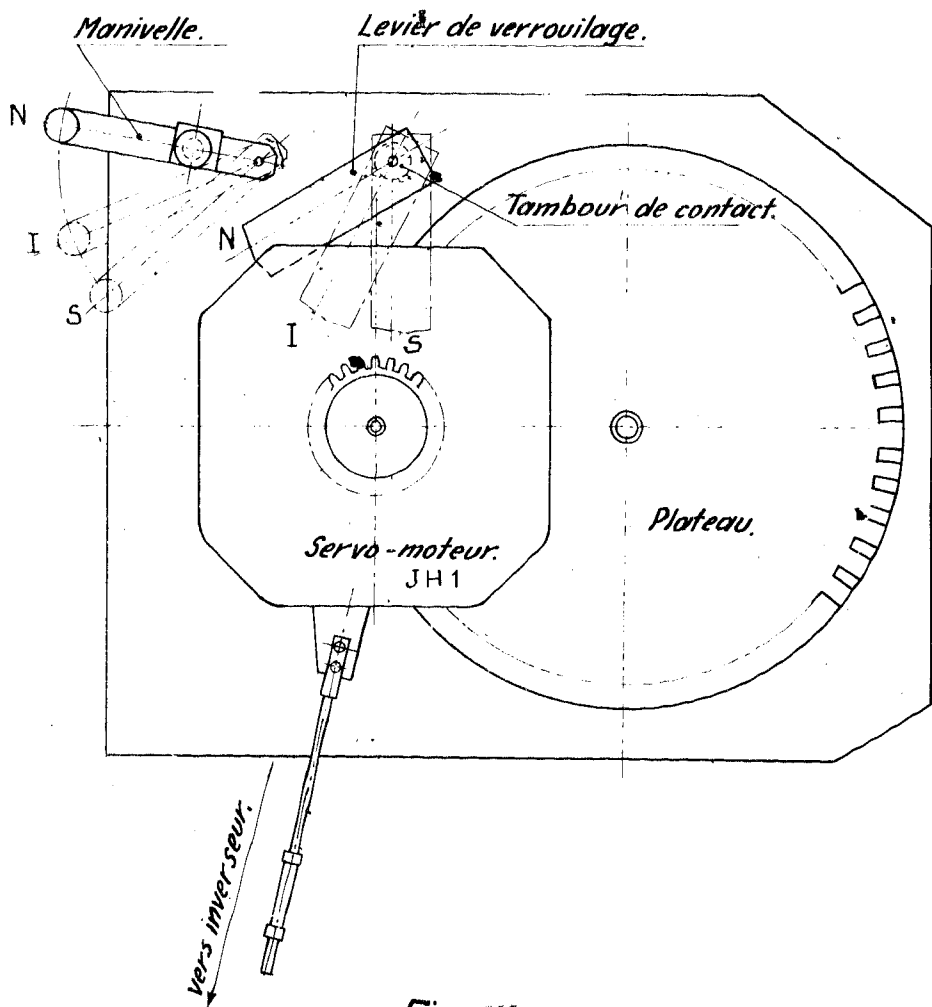 Manivelle.
Levier de verrouilage.
N
I
S
N
I
S
Tambour de contact.
Plateau.
Servo-moteur.
JH1
vers inverseur.